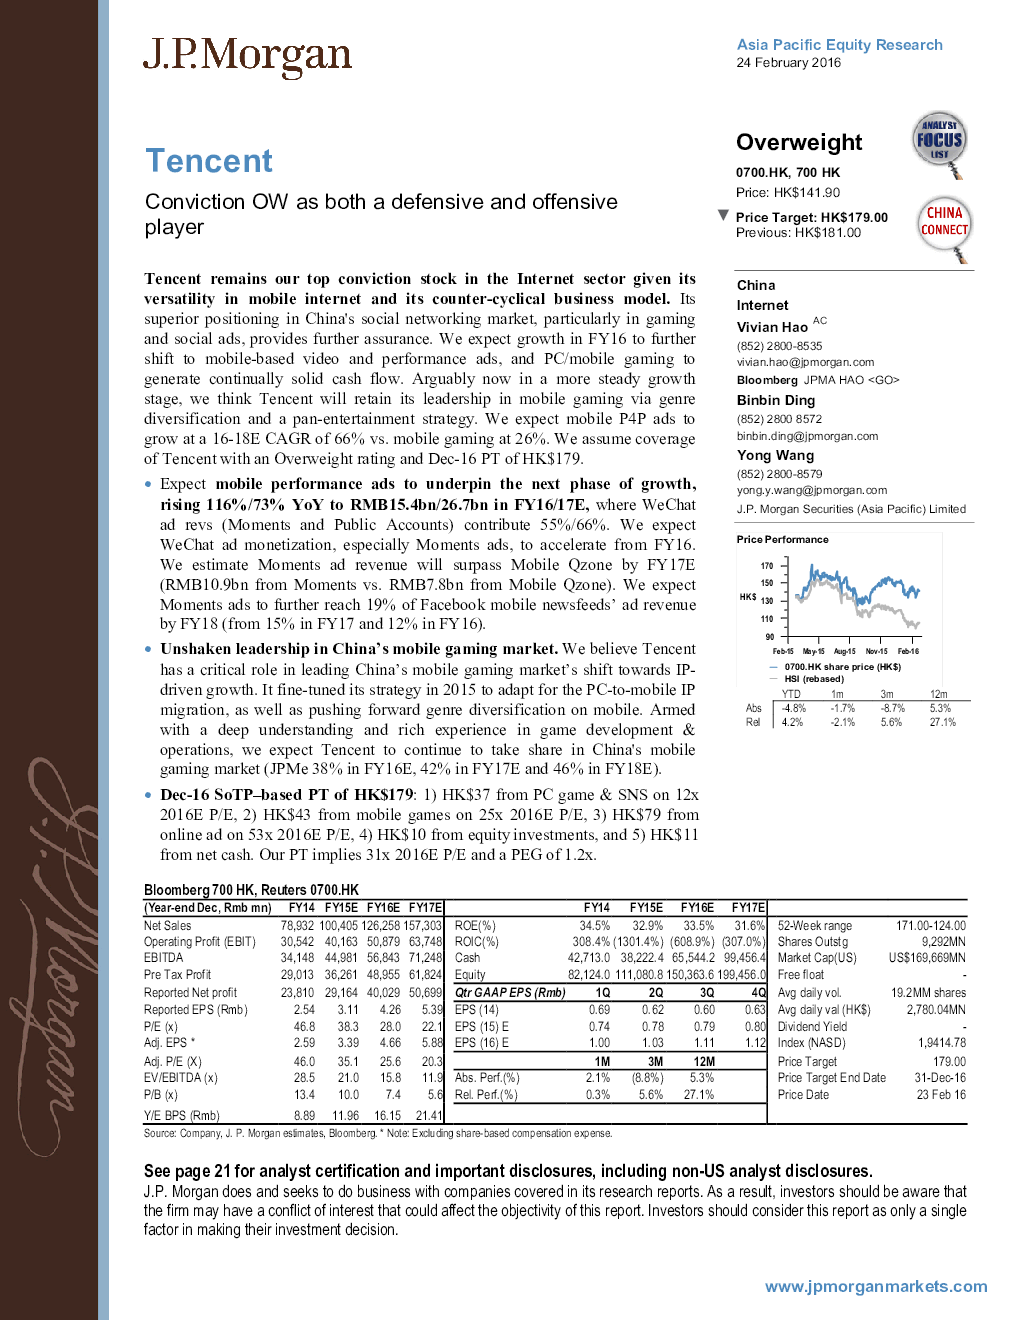 J.P.Morgan
Asia Pacific Equity Research
24 February 2016
Tencent
Conviction OW as both a defensive and offensive
player
Overweight
0700.HK, 700 HK
Price: HK$141.90
▼ Price Target: HK$179.00
Previous: HK$181.00
ANALYST
FOCUS
LIST
CHINA
CONNECT
Tencent remains our top conviction stock in the Internet sector given its
versatility in mobile internet and its counter-cyclical business model. Its
superior positioning in China's social networking market, particularly in gaming
and social ads, provides further assurance. We expect growth in FY16 to further
shift to mobile-based video and performance ads, and PC/mobile gaming to
generate continually solid cash flow. Arguably now in a more steady growth
stage, we think Tencent will retain its leadership in mobile gaming via genre
diversification and a pan-entertainment strategy. We expect mobile P4P ads to
grow at a 16-18E CAGR of 66% vs. mobile gaming at 26%. We assume coverage
of Tencent with an Overweight rating and Dec-16 PT of HK$179.
• Expect mobile performance ads to underpin the next phase of growth,
rising 116%/73% YoY to RMB15.4bn/26.7bn in FY16/17E, where WeChat
ad revs (Moments and Public Accounts) contribute 55%/66%. We expect
WeChat ad monetization, especially Moments ads, to accelerate from FY16.
We estimate Moments ad revenue will surpass Mobile Qzone by FY17E
(RMB10.9bn from Moments vs. RMB7.8bn from Mobile Qzone). We expect
Moments ads to further reach 19% of Facebook mobile newsfeeds' ad revenue
by FY18 (from 15% in FY17 and 12% in FY16).
• Unshaken leadership in China's mobile gaming market. We believe Tencent
has a critical role in leading China's mobile gaming market's shift towards IP-
driven growth. It fine-tuned its strategy in 2015 to adapt for the PC-to-mobile IP
migration, as well as pushing forward genre diversification on mobile. Armed
with a deep understanding and rich experience in game development &
operations, we expect Tencent to continue to take share in China's mobile
gaming market (JPMe 38% in FY16E, 42% in FY17E and 46% in FY18E).
• Dec-16 SoTP–based PT of HK$179: 1) HK$37 from PC game & SNS on 12x
2016E P/E, 2) HK$43 from mobile games on 25x 2016E P/E, 3) HK$79 from
online ad on 53x 2016E P/E, 4) HK$10 from equity investments, and 5) HK$11
from net cash. Our PT implies 31x 2016E P/E and a PEG of 1.2x.
China
Internet
Vivian Hao AC
(852) 2800-8535
vivian.hao@jpmorgan.com
Bloomberg JPMA HAO <GO>
Binbin Ding
(852) 2800 8572
binbin.ding@jpmorgan.com
Yong Wang
(852) 2800-8579
yong.y.wang@jpmorgan.com
J.P. Morgan Securities (Asia Pacific) Limited
Price Performance
170
150
HK$ 130
110
90
Feb-15 May-15 Aug-15 Nov-15 Feb-16
0700.HK share price (HK$)
HSI (rebased)
YTD 1m 3m 12m
Abs -4.8% -1.7% -8.7% 5.3%
Rel 4.2% -2.1% 5.6% 27.1%
Bloomberg 700 HK, Reuters 0700.HK
(Year-end Dec, Rmb mn) FY14 FY15E FY16E FY17E FY14 FY15E FY16E FY17E
Net Sales 78,932 100,405 126,258 157,303 ROE(%) 34.5% 32.9% 33.5% 31.6% 52-Week range 171.00-124.00
Operating Profit (EBIT) 30,542 40,163 50,879 63,748 ROIC(%) 308.4% (1301.4%) (608.9%) (307.0%) Shares Outstg 9,292MN
EBITDA 34,148 44,981 56,843 71,248 Cash 42,713.0 38,222.4 65,544.2 99,456.4 Market Cap(US) US$169,669MN
Pre Tax Profit 29,013 36,261 48,955 61,824 Equity 82,124.0 111,080.8 150,363.6 199,456.0 Free float -
Reported Net profit 23,810 29,164 40,029 50,699 Qtr GAAP EPS (Rmb) 1Q 2Q 3Q 4Q Avg daily vol. 19.2MM shares
Reported EPS (Rmb) 2.54 3.11 4.26 5.39 EPS (14) 0.69 0.62 0.60 0.63 Avg daily val (HK$) 2,780.04MN
P/E (x) 46.8 38.3 28.0 22.1 EPS (15) E 0.74 0.78 0.79 0.80 Dividend Yield -
Adj. EPS * 2.59 3.39 4.66 5.88 EPS (16) E 1.00 1.03 1.11 1.12 Index (NASD) 1,9414.78
Adj. P/E (X) 46.0 35.1 25.6 20.3 1M 3M 12M Price Target 179.00
EV/EBITDA (x) 28.5 21.0 15.8 11.9 Abs. Perf.(%) 2.1% (8.8%) 5.3% Price Target End Date 31-Dec-16
P/B (x) 13.4 10.0 7.4 5.6 Rel. Perf.(%) 0.3% 5.6% 27.1% Price Date 23 Feb 16
Y/E BPS (Rmb) 8.89 11.96 16.15 21.41
Source: Company, J. P. Morgan estimates, Bloomberg. * Note: Excluding share-based compensation expense.
See page 21 for analyst certification and important disclosures, including non-US analyst disclosures.
J.P. Morgan does and seeks to do business with companies covered in its research reports. As a result, investors should be aware that
the firm may have a conflict of interest that could affect the objectivity of this report. Investors should consider this report as only a single
factor in making their investment decision.
www.jpmorganmarkets.com
J.P.Morgan